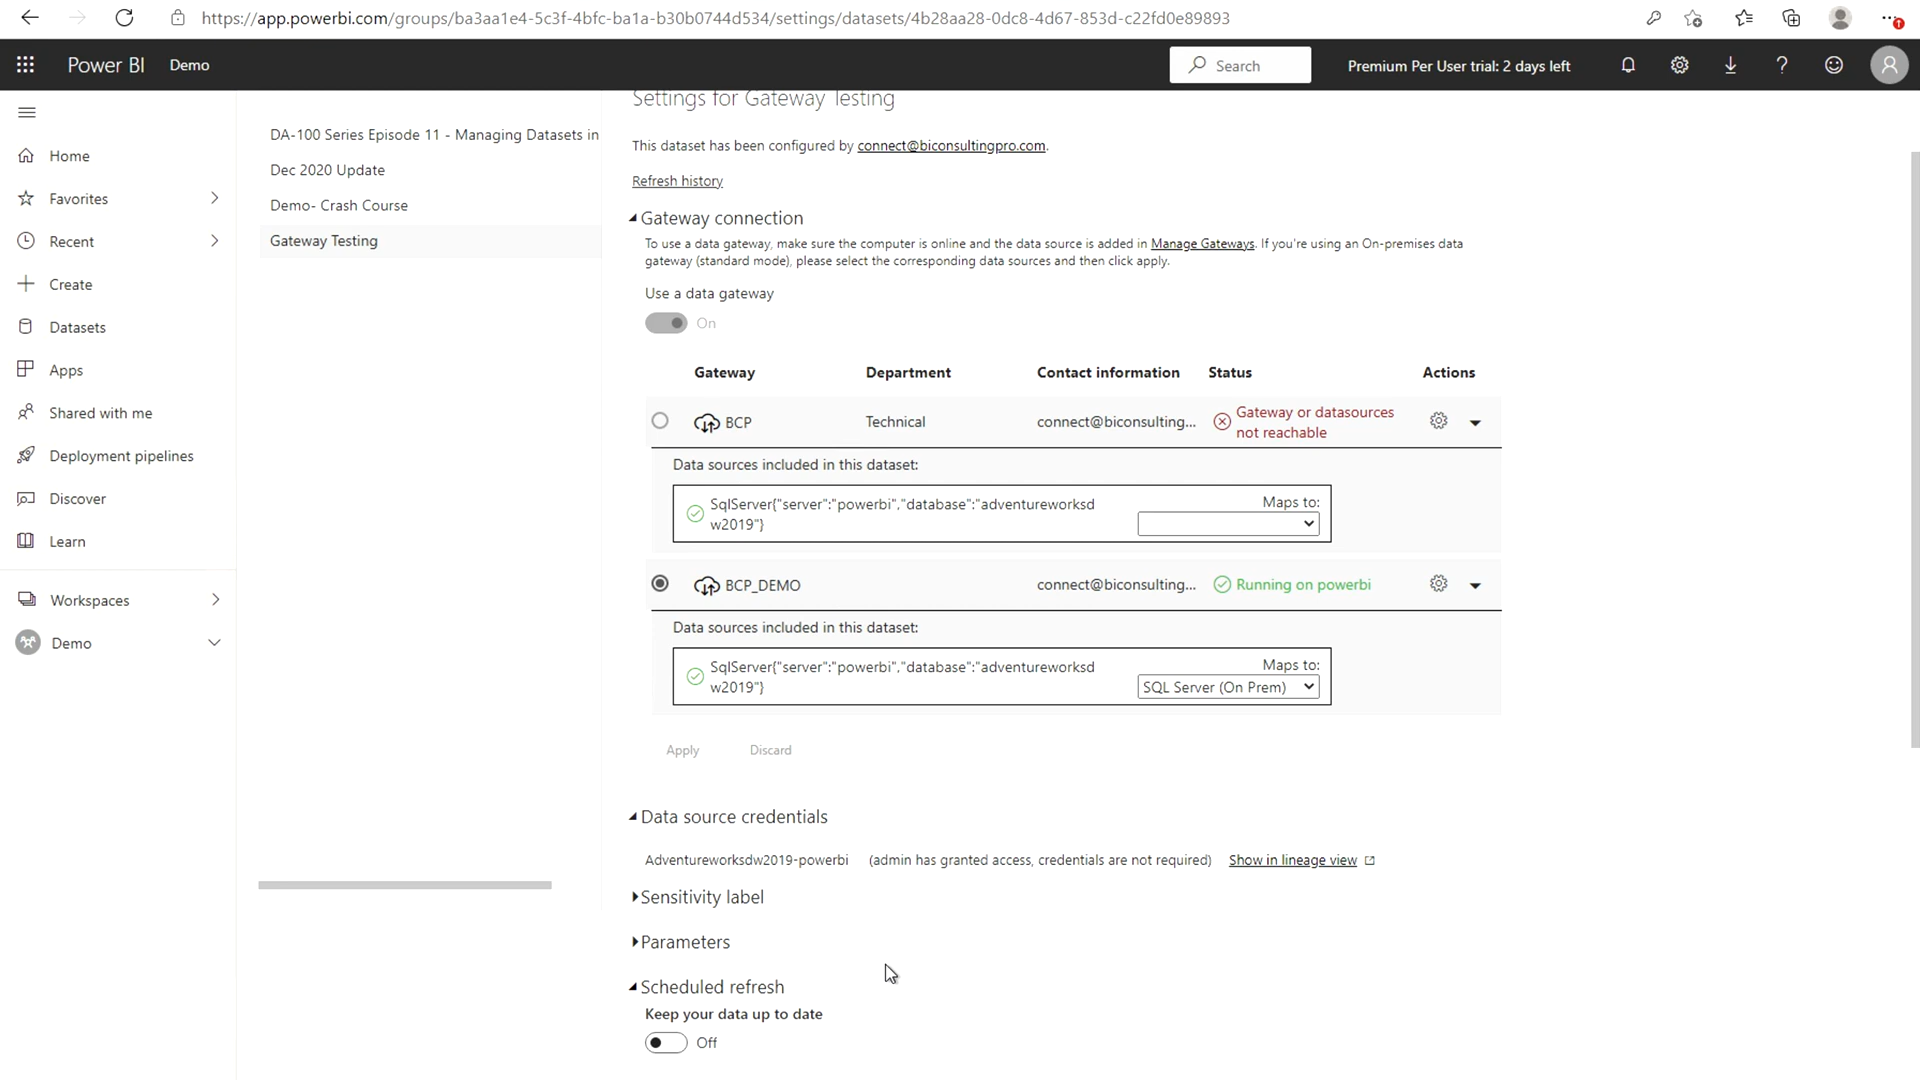 https://app.powerbi.com/groups/ba3aa1e4-5c3f-4bfc-ba1a-b30b0744d534/settings/datasets/4b28aa28-0dc8-4d67-853d-c22fd0e89893
Power BI Demo
Search
Premium Per User trial: 2 days left
Home
Favorites
Recent
Create
Datasets
Apps
Shared with me
Deployment pipelines
Discover
Learn
Workspaces
Demo
DA-100 Series Episode 11 - Managing Datasets in
Dec 2020 Update
Demo- Crash Course
Gateway Testing
Settings for Gateway Testing
This dataset has been configured by connect@biconsultingpro.com.
Refresh history
Gateway connection
To use a data gateway, make sure the computer is online and the data source is added in Manage Gateways. If you're using an On-premises data
gateway (standard mode), please select the corresponding data sources and then click apply.
Use a data gateway
On
Gateway Department Contact information Status Actions
BCP Technical connect@biconsulting... Gateway or datasources
not reachable
Data sources included in this dataset:
SqlServer{"server":"powerbi","database":"adventureworksd
w2019"}
Maps to:
BCP_DEMO connect@biconsulting... Running on powerbi
Data sources included in this dataset:
SqlServer{"server":"powerbi","database":"adventureworksd
w2019"}
Maps to:
SQL Server (On Prem)
Apply Discard
Data source credentials
Adventureworksdw2019-powerbi (admin has granted access, credentials are not required) Show in lineage view
Sensitivity label
Parameters
Scheduled refresh
Keep your data up to date
Off